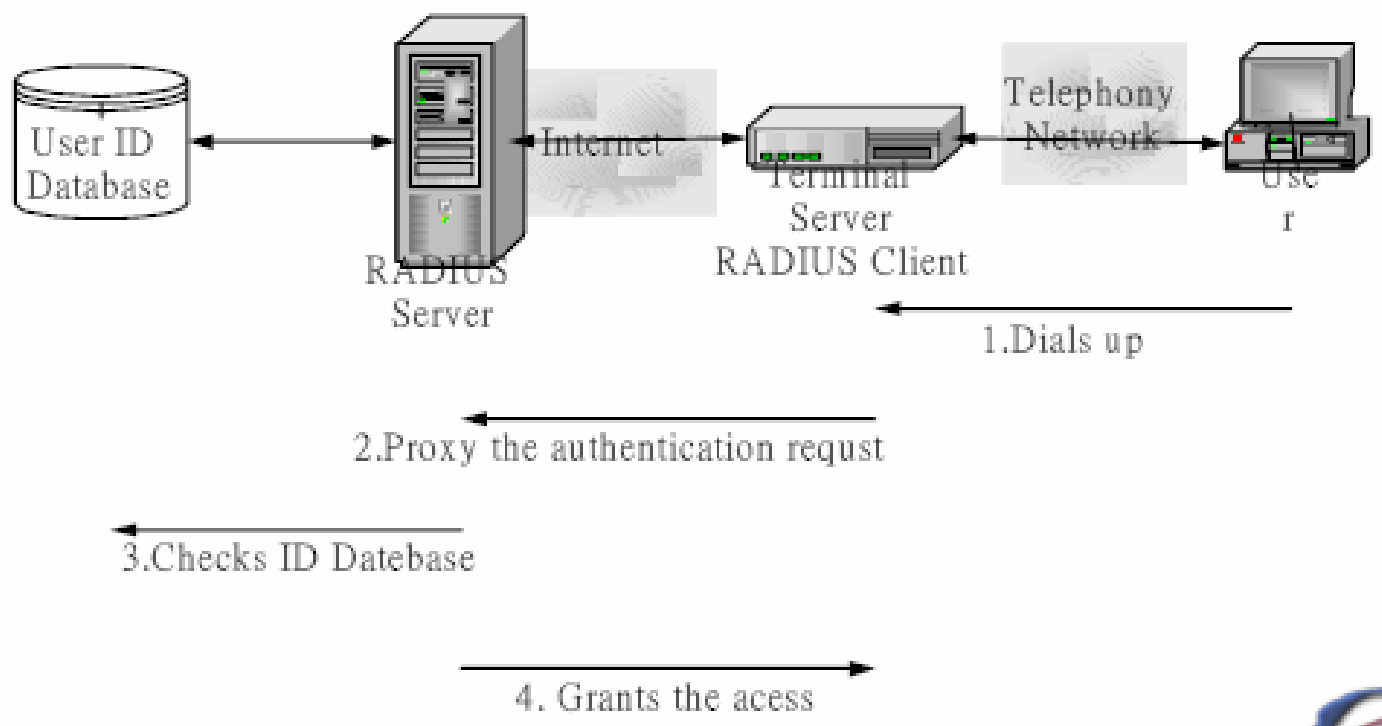 User ID
Database
Internet
Telephony
Network
Terminal
Server
RADIUS Client
Use
r
RADIUS
Server
1.Dials up
2.Proxy the authentication requst
3.Checks ID Datebase
4. Grants the acess